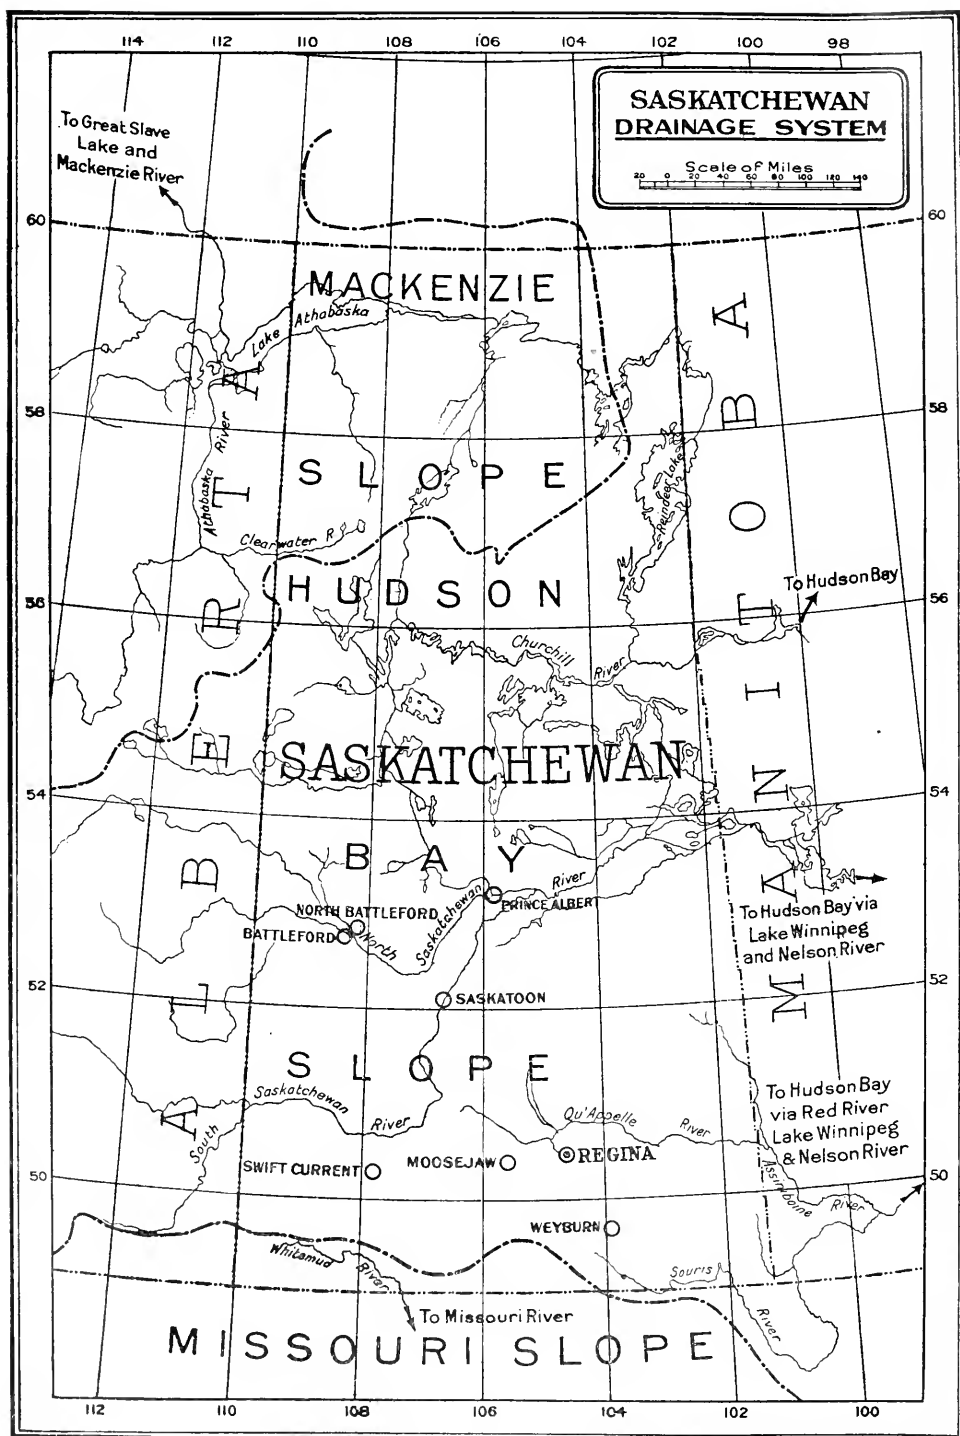 114 112 110 108 106 104 102 100 98
SASKATCHEWAN
DRAINAGE SYSTEM
Scale of Miles
20 0 20 40 60 80 100 120 140
To Great Slave
Lake and
Mackenzie River
60
60
MACKENZIE
Lake Athabaska
58
58
Athabaska River
SLOPE
Reindeer Lake
Clearwater R
HUDSON
To Hudson Bay
56
56
Churchill River
SASKATCHEWAN
54
54
BAY
North Saskatchewan River
PRINCE ALBERT
NORTH BATTLEFORD
BATTLEFORD
To Hudson Bay via
Lake Winnipeg
and Nelson River
ALBERTA
MANITOBA
52
52
SASKATOON
SLOPE
South Saskatchewan River
To Hudson Bay
via Red River
Lake Winnipeg
& Nelson River
Qu'Appelle River
REGINA
MOOSEJAW
SWIFT CURRENT
50
50
Assiniboine River
WEYBURN
Whitemud River
Souris River
To Missouri River
MISSOURI SLOPE
112 110 108 106 104 102 100